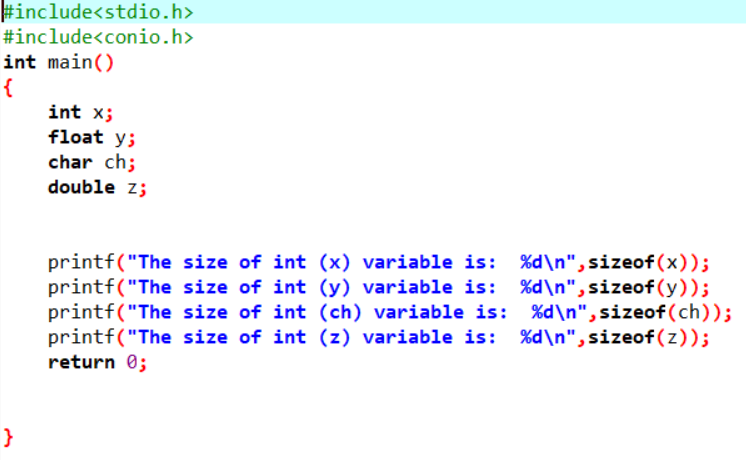 #include<stdio.h>
#include<conio.h>
int main()
{
    int x;
    float y;
    char ch;
    double z;
    printf("The size of int (x) variable is:  %d\n",sizeof(x));
    printf("The size of int (y) variable is:  %d\n",sizeof(y));
    printf("The size of int (ch) variable is:  %d\n",sizeof(ch));
    printf("The size of int (z) variable is:  %d\n",sizeof(z));
    return 0;
}